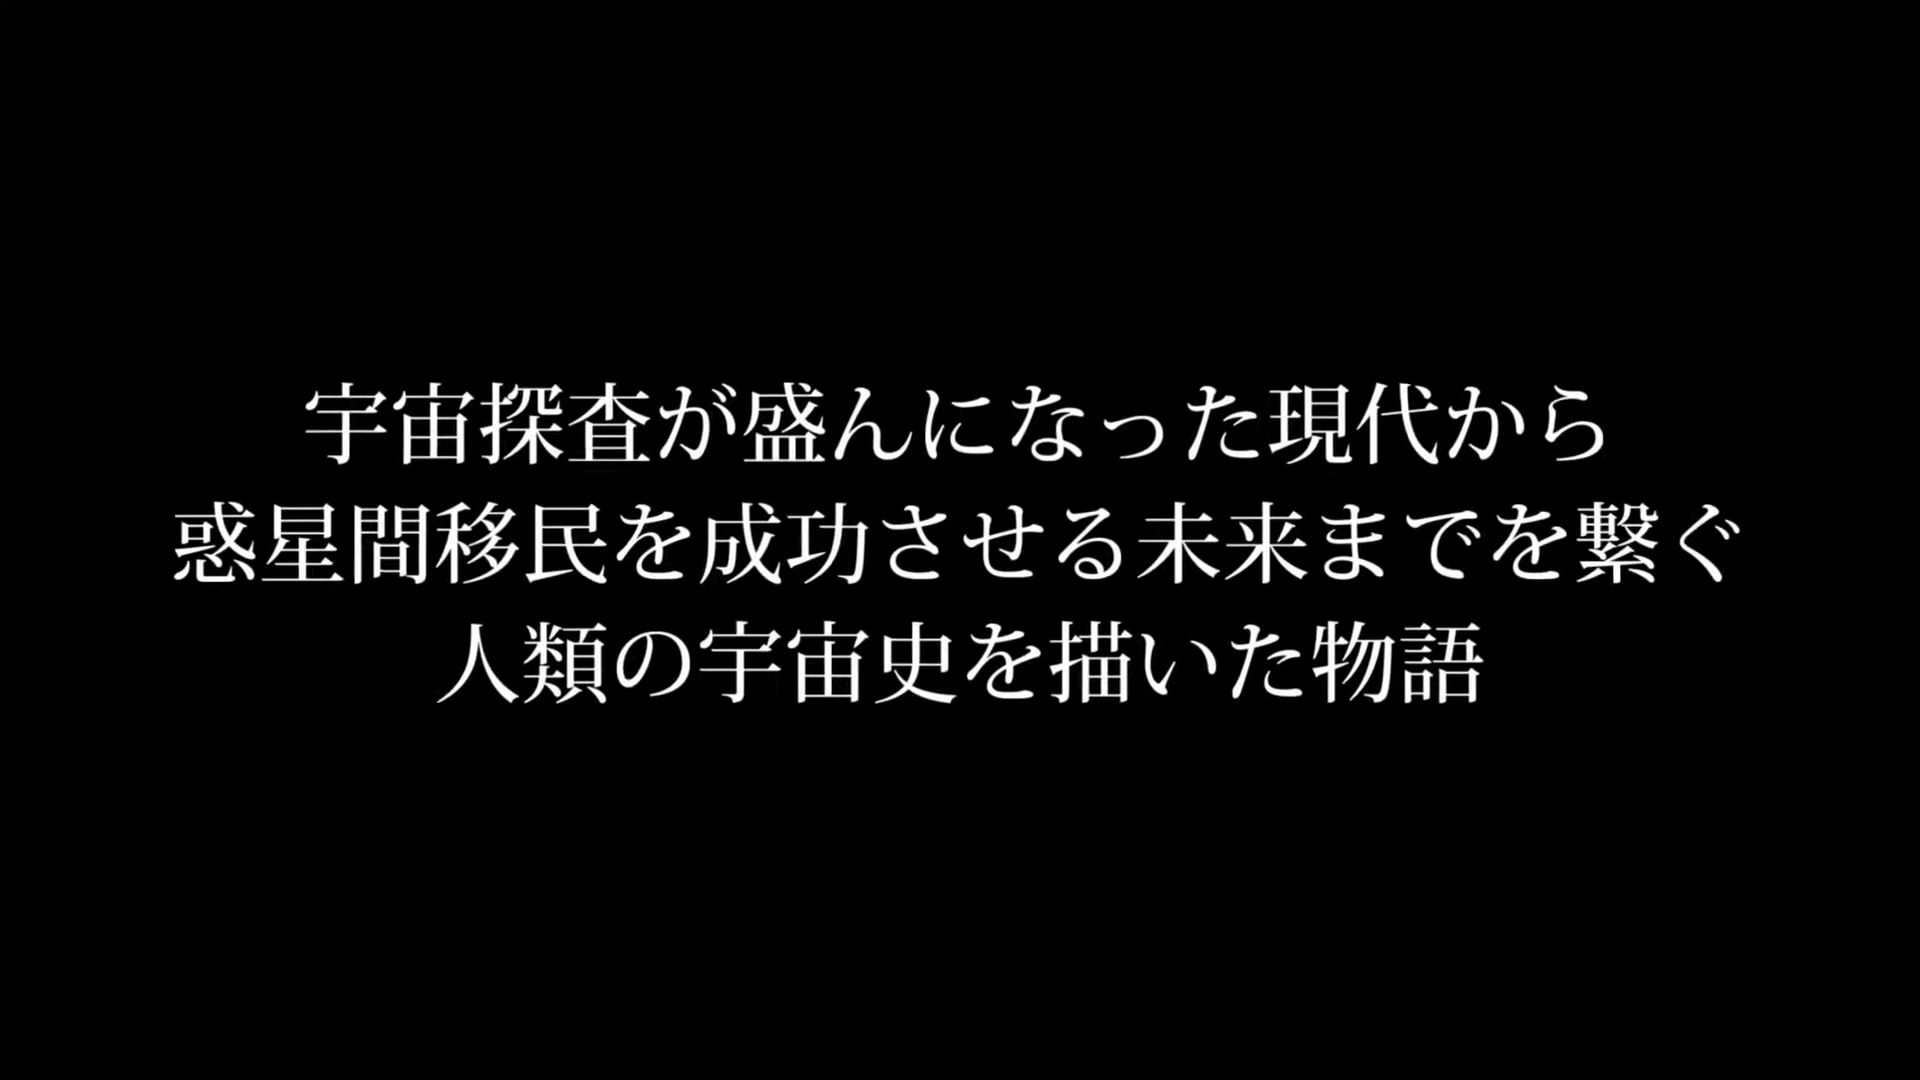 宇宙探査が盛んになった現代から
惑星間移民を成功させる未来までを繋ぐ
人類の宇宙史を描いた物語